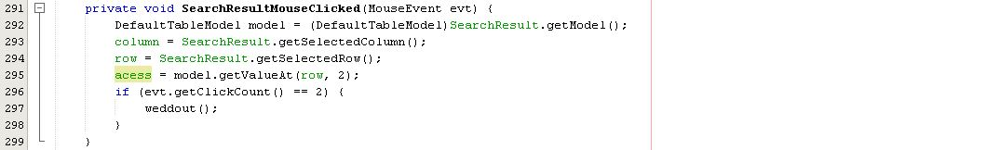 291 private void SearchResultMouseClicked(MouseEvent evt) {
292 DefaultTableModel model = (DefaultTableModel)SearchResult.getModel();
293 column = SearchResult.getSelectedColumn();
294 row = SearchResult.getSelectedRow();
295 acess = model.getValueAt(row, 2);
296 if (evt.getClickCount() == 2) {
297 weddout();
298 }
299 }